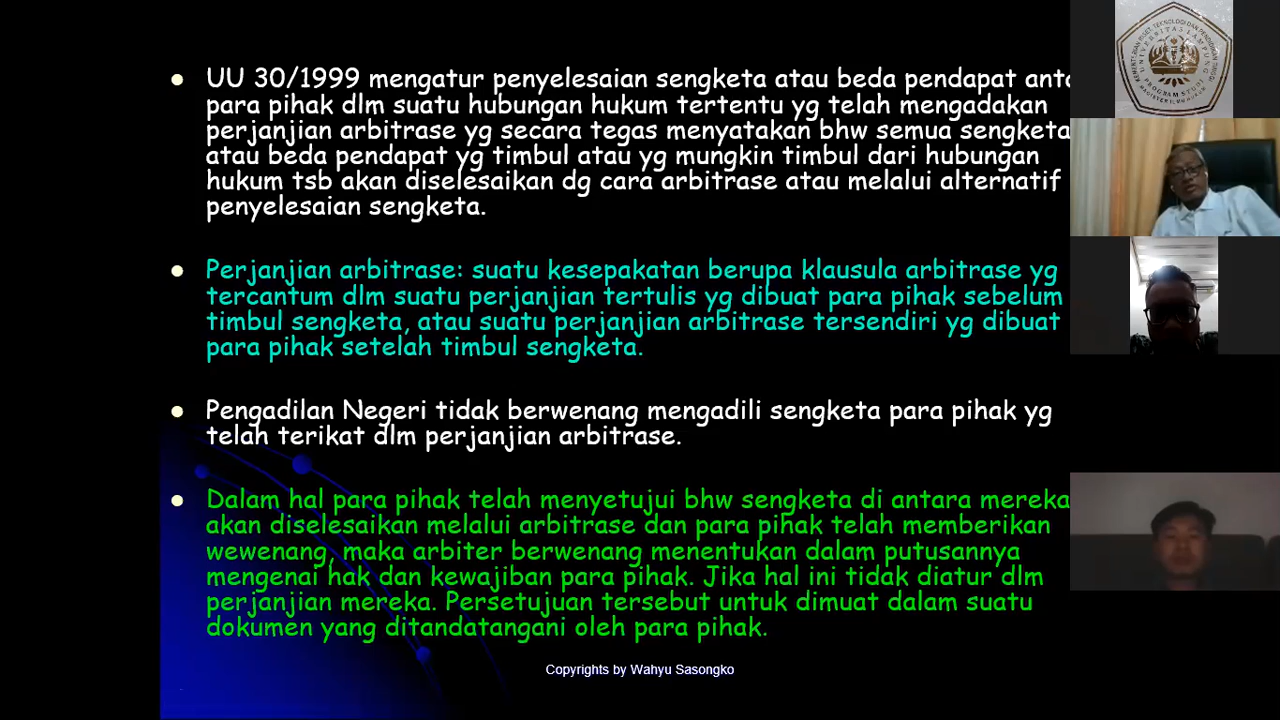 UU 30/1999 mengatur penyelesaian sengketa atau beda pendapat
para pihak dlm suatu hubungan hukum tertentu yg telah mengadakan
perjanjian arbitrase yg secara tegas menyatakan bhw semua sengketa
atau beda pendapat yg timbul atau yg mungkin timbul dari hubungan
hukum tsb akan diselesaikan dg cara arbitrase atau melalui alternatif
penyelesaian sengketa.
Perjanjian arbitrase: suatu kesepakatan berupa klausula arbitrase yg
tercantum dlm suatu perjanjian tertulis yg dibuat para pihak sebelum
timbul sengketa, atau suatu perjanjian arbitrase tersendiri yg dibuat
para pihak setelah timbul sengketa.
Pengadilan Negeri tidak berwenang mengadili sengketa para pihak yg
telah terikat dlm perjanjian arbitrase.
Dalam hal para pihak telah menyetujui bhw sengketa di antara mereka
akan diselesaikan melalui arbitrase dan para pihak telah memberikan
wewenang, maka arbiter berwenang menentukan dalam putusannya
mengenai hak dan kewajiban para pihak. Jika hal ini tidak diatur dlm
perjanjian mereka. Persetujuan tersebut untuk dimuat dalam suatu
dokumen yang ditandatangani oleh para pihak.
Copyrights by Wahyu Sasongko